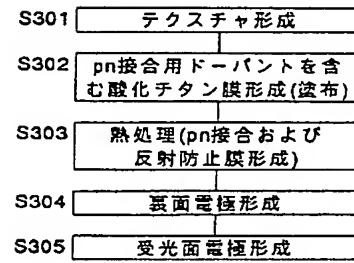 S301 テクスチャ形成
S302 pn接合用ドーパントを含
む酸化チタン膜形成(塗布)
S303 熱処理(pn接合および
反射防止膜形成)
S304 裏面電極形成
S305 受光面電極形成